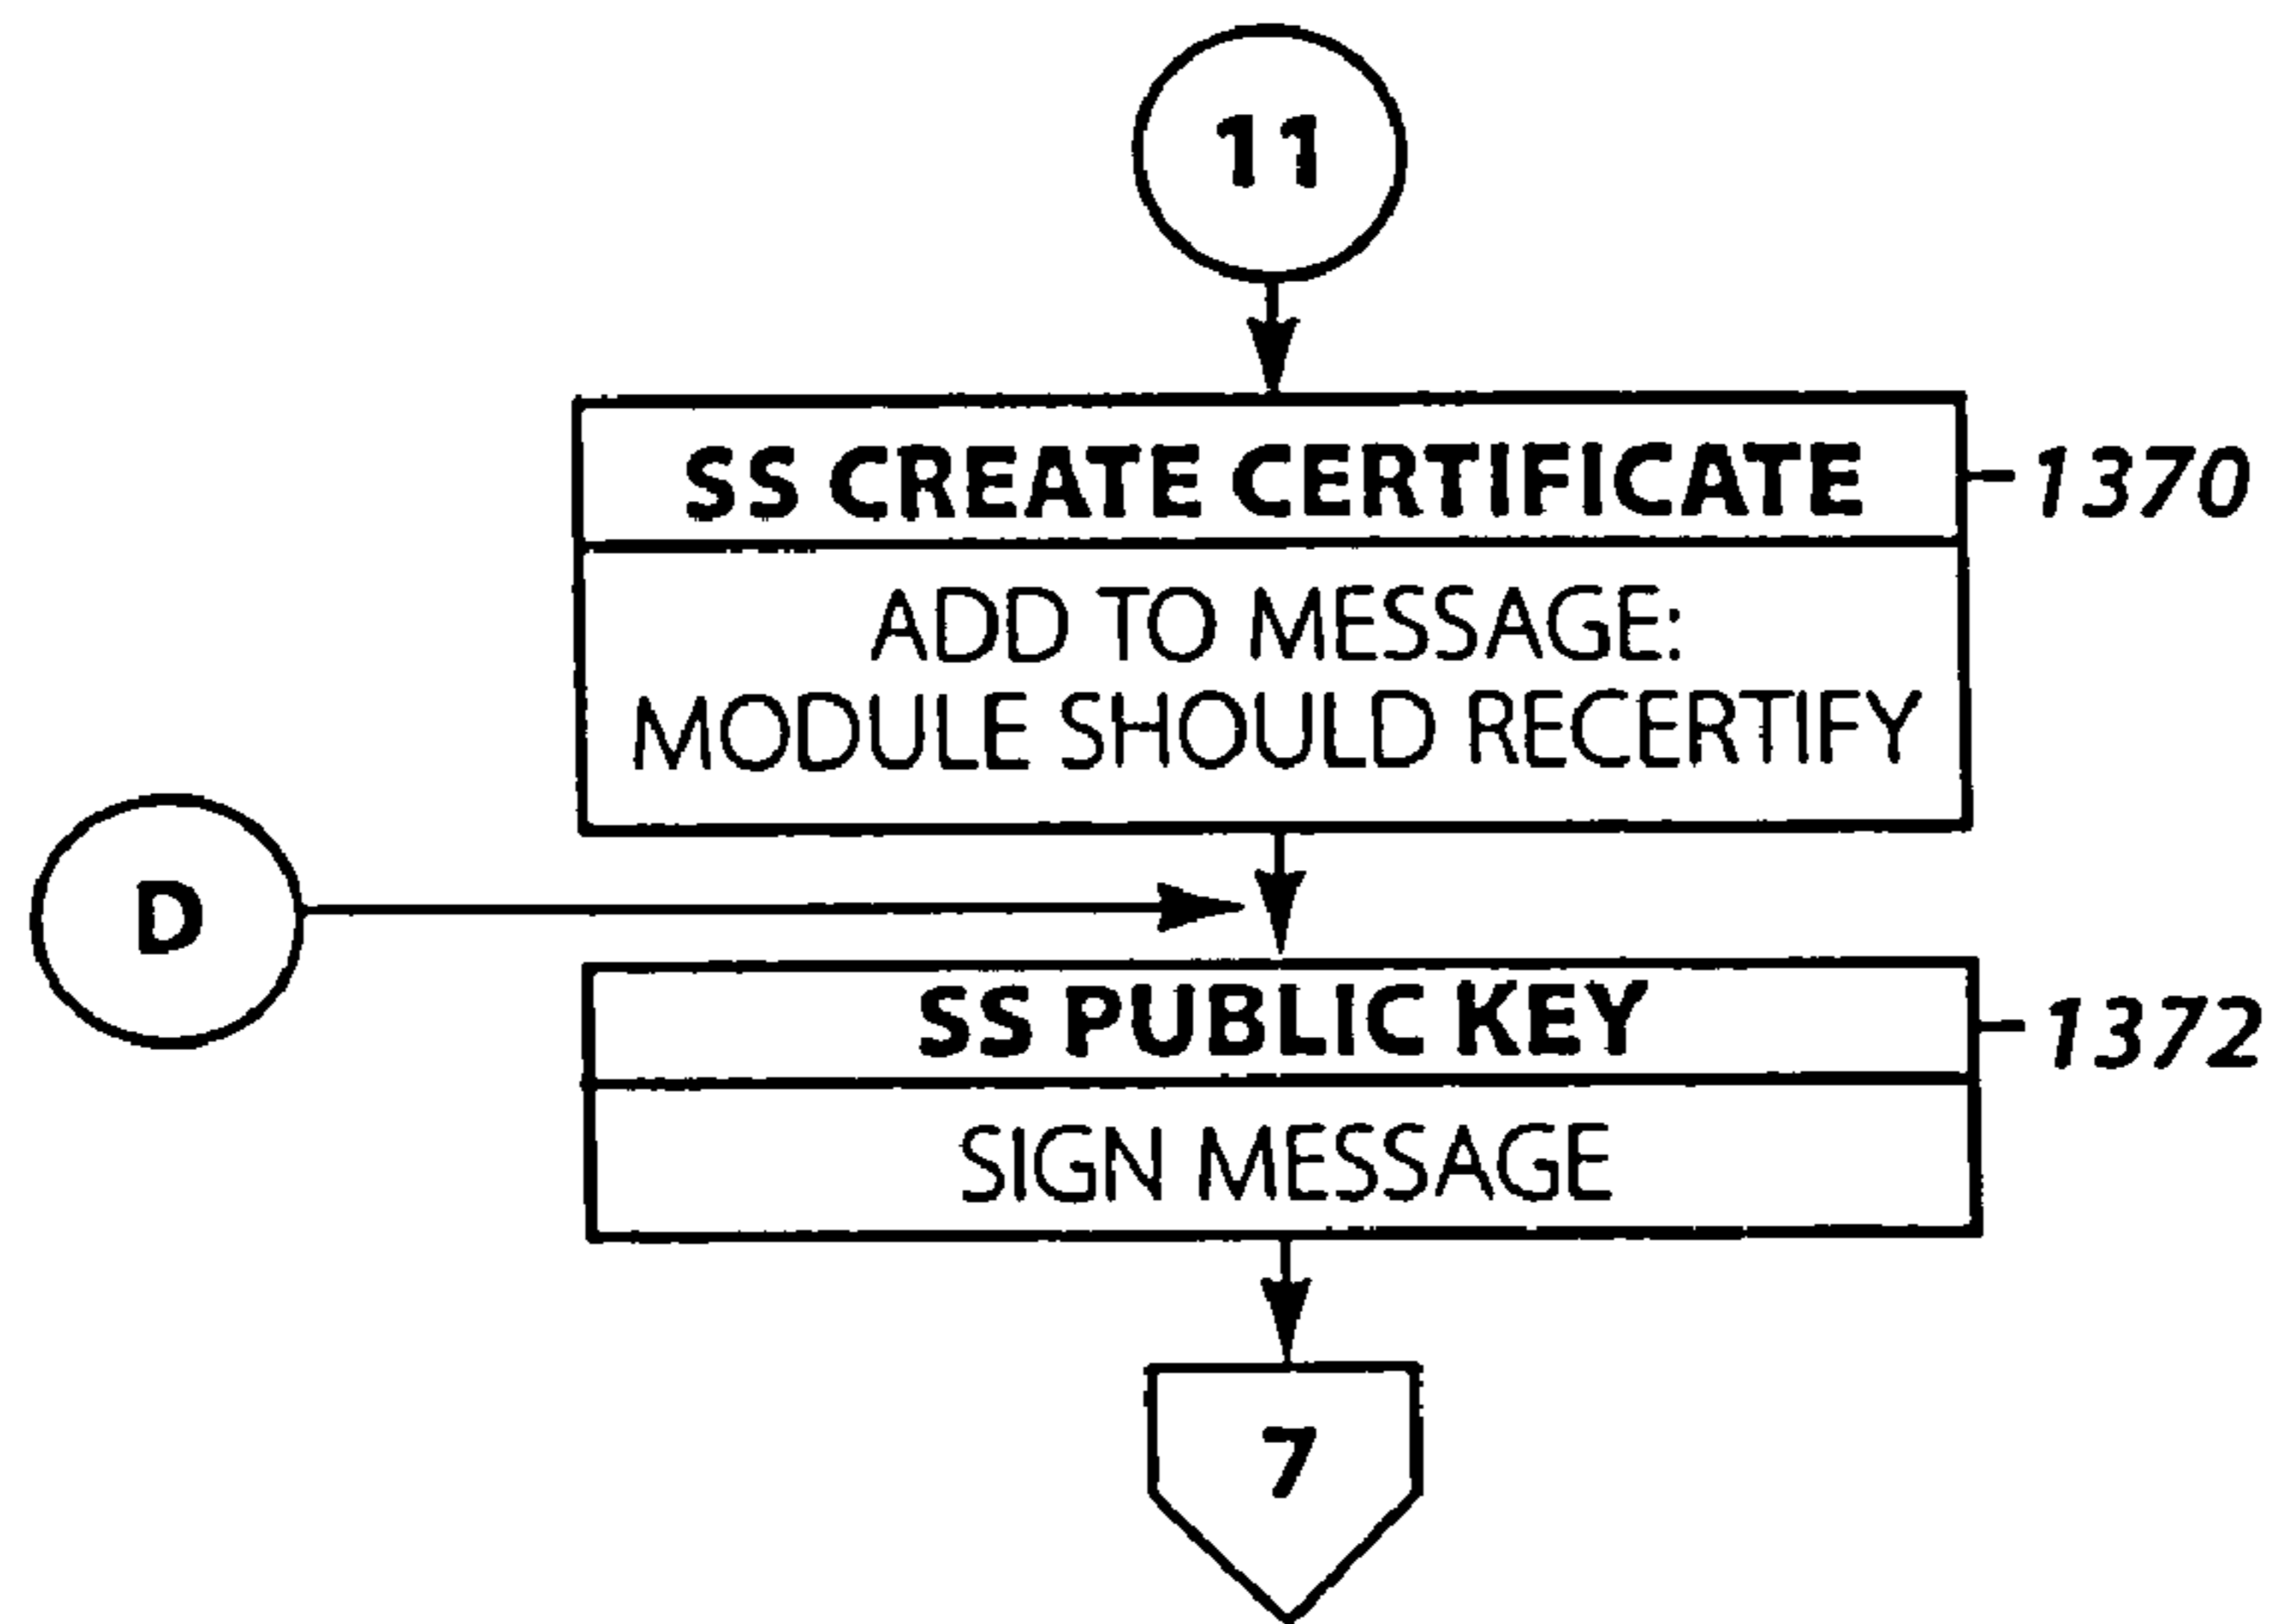 11
SS CREATE CERTIFICATE
1370
ADD TO MESSAGE:
MODULE SHOULD RECERTIFY
D
SS PUBLIC KEY
1372
SIGN MESSAGE
7